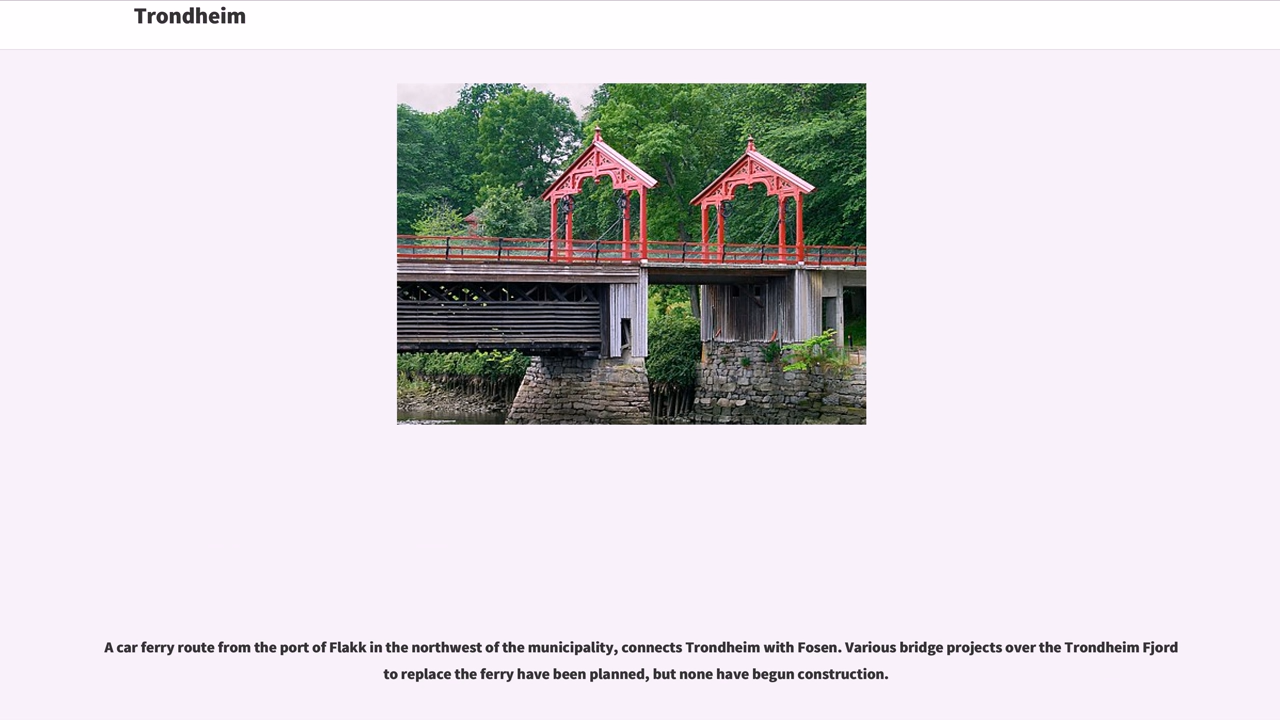 Trondheim
A car ferry route from the port of Flakk in the northwest of the municipality, connects Trondheim with Fosen. Various bridge projects over the Trondheim Fjord
to replace the ferry have been planned, but none have begun construction.